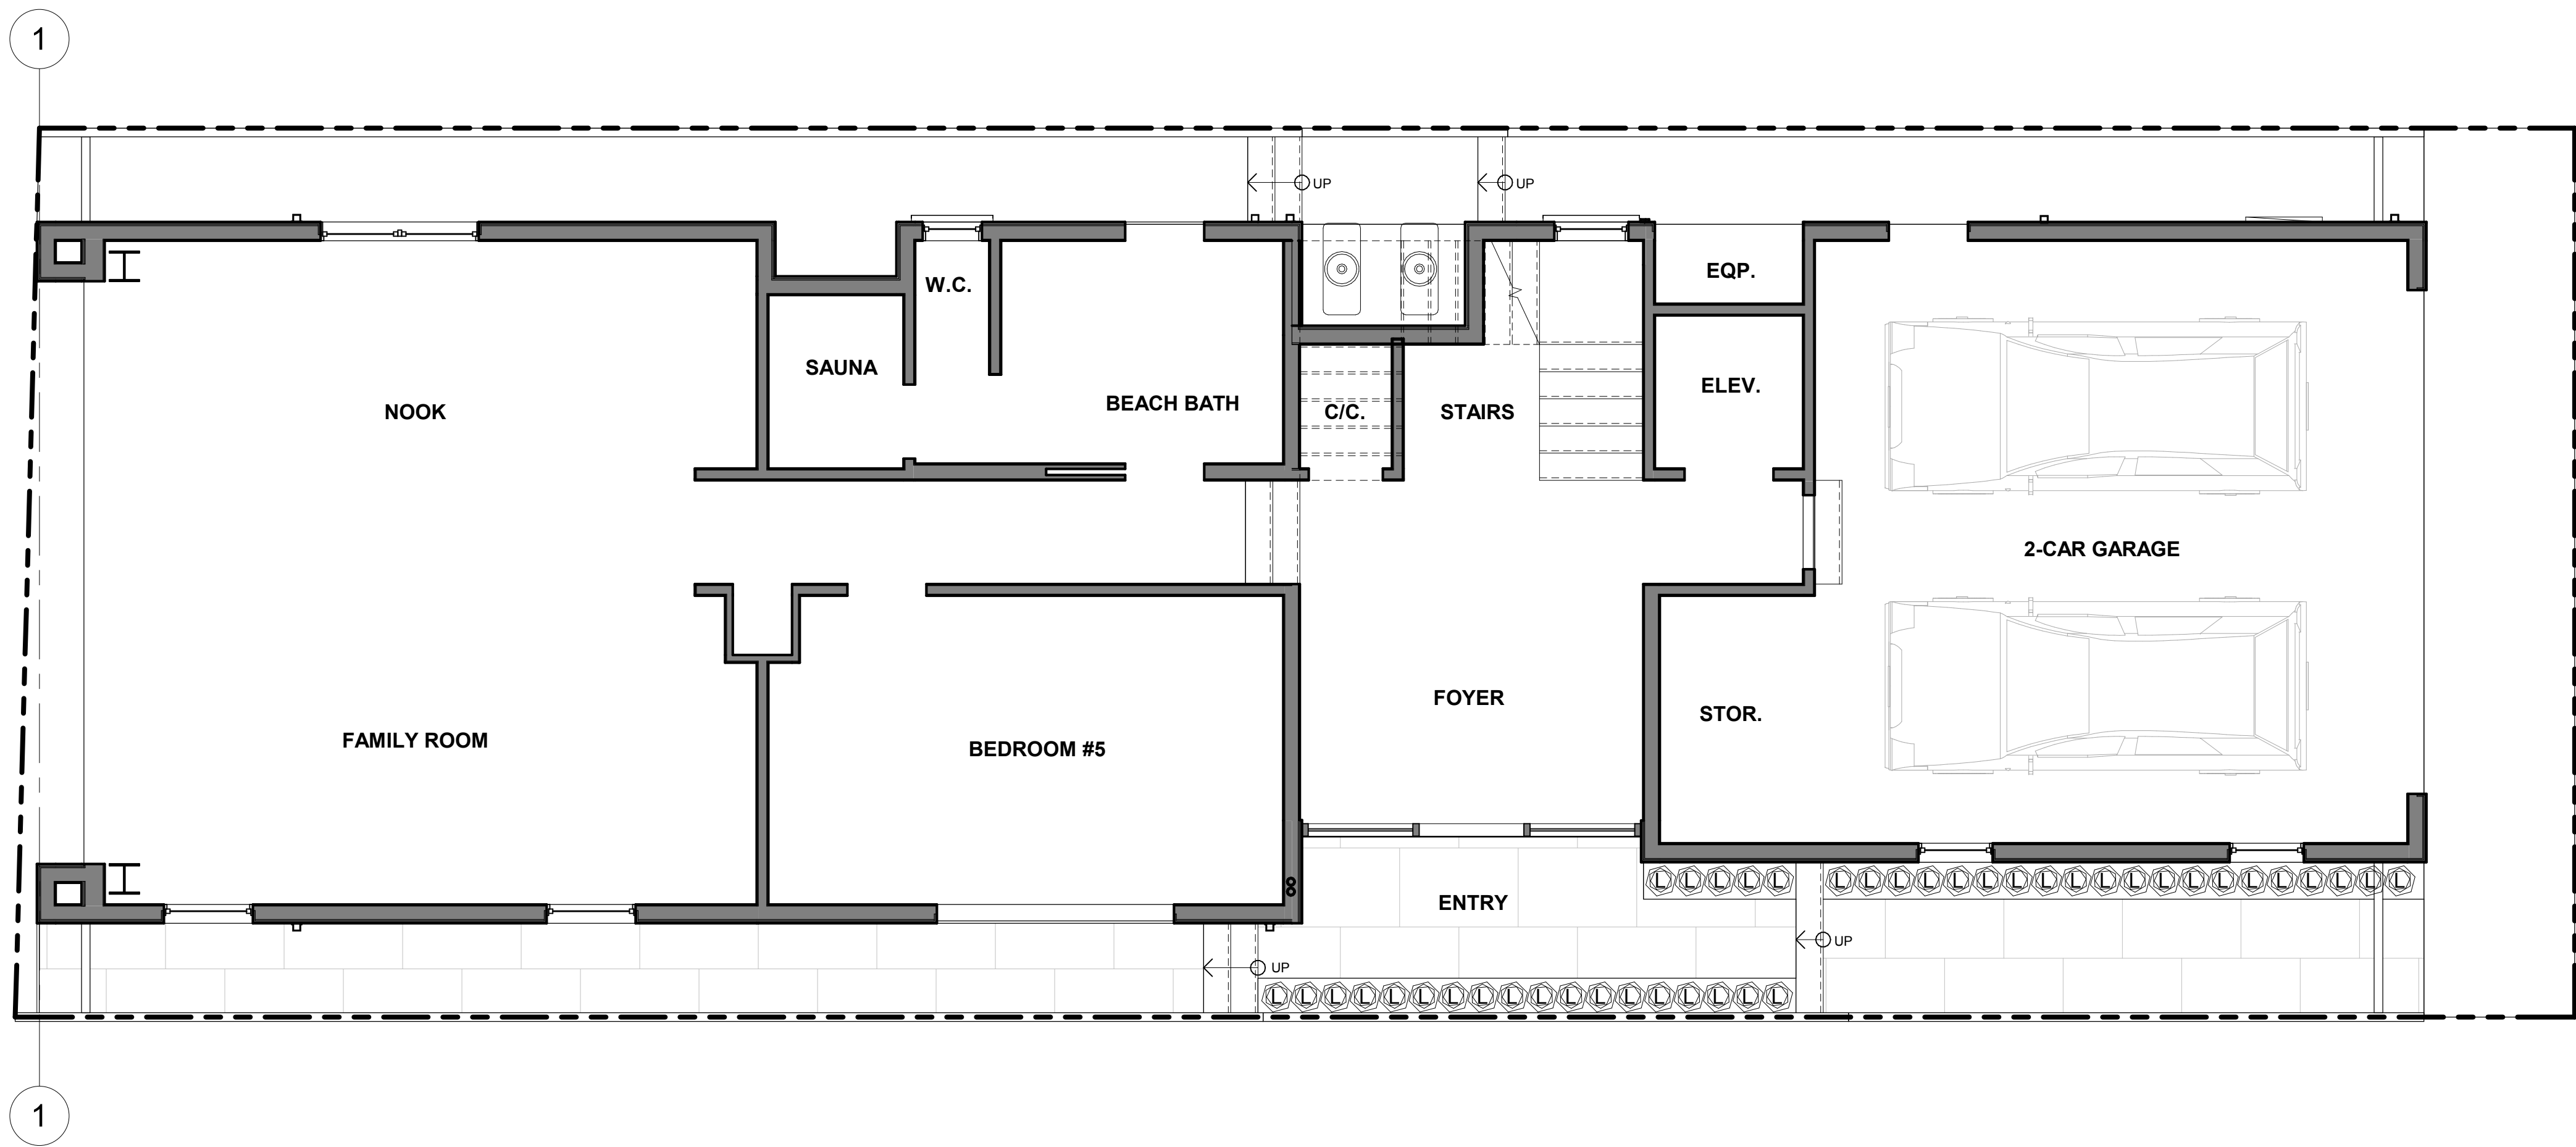 1
UP UP
W.C. EQP.
SAUNA ELEV.
NOOK BEACH BATH C/C. STAIRS
2-CAR GARAGE
FOYER
STOR.
FAMILY ROOM BEDROOM #5
L L L L L L L L L L L L L L L L L L L L L L L L L
ENTRY
UP
UP
L L L L L L L L L L L L L L L L L L
1